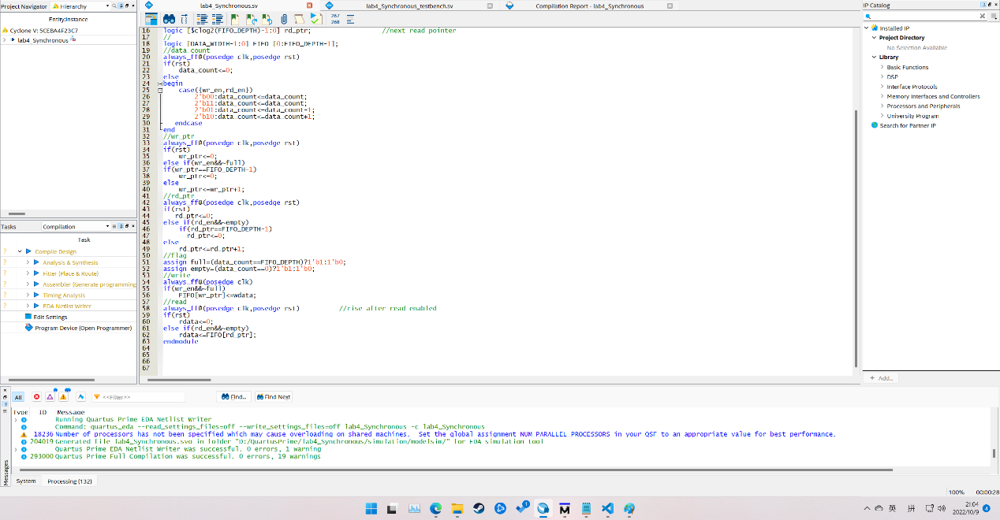 Project Navigator Hierarchy
Entity:Instance
Cyclone V: 5CEBA4F23C7
lab4_Synchronous
Tasks Compilation
Task
Compile Design
Analysis & Synthesis
Fitter (Place & Route)
Assembler (Generate programming
Timing Analysis
EDA Netlist Writer
Edit Settings
Program Device (Open Programmer)
lab4_Synchronous.sv
lab4_Synchronous_testbench.sv
Compilation Report - lab4_Synchronous
267
268
16 logic [$clog2(FIFO_DEPTH)-1:0] rd_ptr; //next read pointer
17 //
18 logic [DATA_WIDTH-1:0] FIFO [0:FIFO_DEPTH-1];
19 //data count
20 always_ff@(posedge clk,posedge rst)
21 if(rst)
22 data_count<=0;
23 else
24 begin
25 case({wr_en,rd_en})
26 2'b00:data_count<=data_count;
27 2'b11:data_count<=data_count;
28 2'b01:data_count<=data_count-1;
29 2'b10:data_count<=data_count+1;
30 endcase
31 end
32 //wr_ptr
33 always_ff@(posedge clk,posedge rst)
34 if(rst)
35 wr_ptr<=0;
36 else if(wr_en&&~full)
37 if(wr_ptr==FIFO_DEPTH-1)
38 wr_ptr<=0;
39 else
40 wr_ptr<=wr_ptr+1;
41 //rd_ptr
42 always_ff@(posedge clk,posedge rst)
43 if(rst)
44 rd_ptr<=0;
45 else if(rd_en&&~empty)
46 if(rd_ptr==FIFO_DEPTH-1)
47 rd_ptr<=0;
48 else
49 rd_ptr<=rd_ptr+1;
50 //flag
51 assign full=(data_count==FIFO_DEPTH)?1'b1:1'b0;
52 assign empty=(data_count==0)?1'b1:1'b0;
53 //write
54 always_ff@(posedge clk)
55 if(wr_en&&~full)
56 FIFO[wr_ptr]<=wdata;
57 //read
58 always_ff@(posedge clk,posedge rst) //rise after read enabled
59 if(rst)
60 rdata<=0;
61 else if(rd_en&&~empty)
62 rdata<=FIFO[rd_ptr];
63 endmodule
64
65
66
67
IP Catalog
Installed IP
Project Directory
No Selection Available
Library
Basic Functions
DSP
Interface Protocols
Memory Interfaces and Controllers
Processors and Peripherals
University Program
Search for Partner IP
+ Add...
All <<Filter>> Find... Find Next
Type ID Message
Running Quartus Prime EDA Netlist Writer
Command: quartus_eda --read_settings_files=off --write_settings_files=off lab4_Synchronous -c lab4_Synchronous
18236 Number of processors has not been specified which may cause overloading on shared machines. Set the global assignment NUM_PARALLEL_PROCESSORS in your QSF to an appropriate value for best performance.
204019 Generated file lab4_Synchronous.svo in folder "D:/QuartusPrime/lab4_Synchronous/simulation/modelsim/" for EDA simulation tool
Quartus Prime EDA Netlist Writer was successful. 0 errors, 1 warning
293000 Quartus Prime Full Compilation was successful. 0 errors, 19 warnings
Messages
System Processing (132)
100% 00:00:28
1
英 拼 21:04
2022/10/9 4